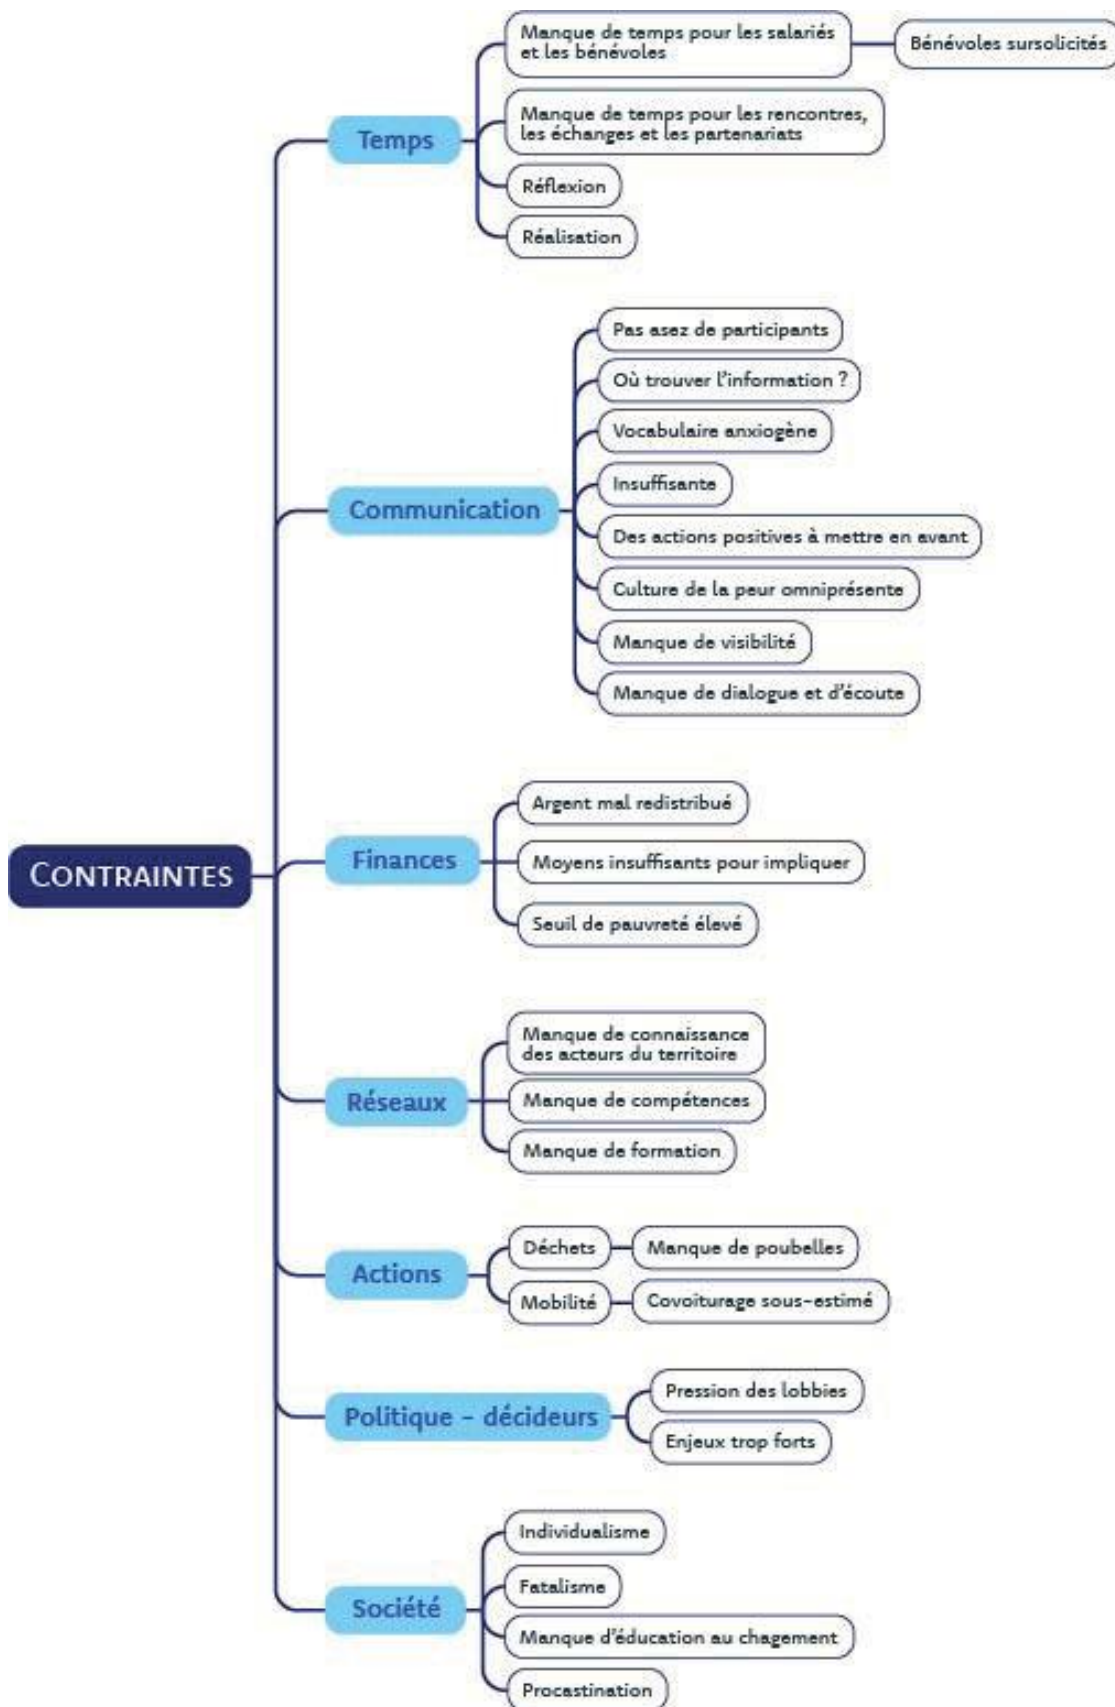 Manque de temps pour les salariés
et les bénévoles
Bénévoles sursolicités
Manque de temps pour les rencontres,
les échanges et les partenariats
Temps
Réflexion
Réalisation
Pas asez de participants
Où trouver l'information ?
Vocabulaire anxiogène
Insuffisante
Communication
Des actions positives à mettre en avant
Culture de la peur omniprésente
Manque de visibilité
Manque de dialogue et d'écoute
Argent mal redistribué
Finances
Moyens insuffisants pour impliquer
CONTRAINTES
Seuil de pauvreté élevé
Manque de connaissance
des acteurs du territoire
Réseaux
Manque de compétences
Manque de formation
Déchets
Manque de poubelles
Actions
Mobilité
Covoiturage sous-estimé
Pression des lobbies
Politique - décideurs
Enjeux trop forts
Individualisme
Fatalisme
Société
Manque d'éducation au chagement
Procastination